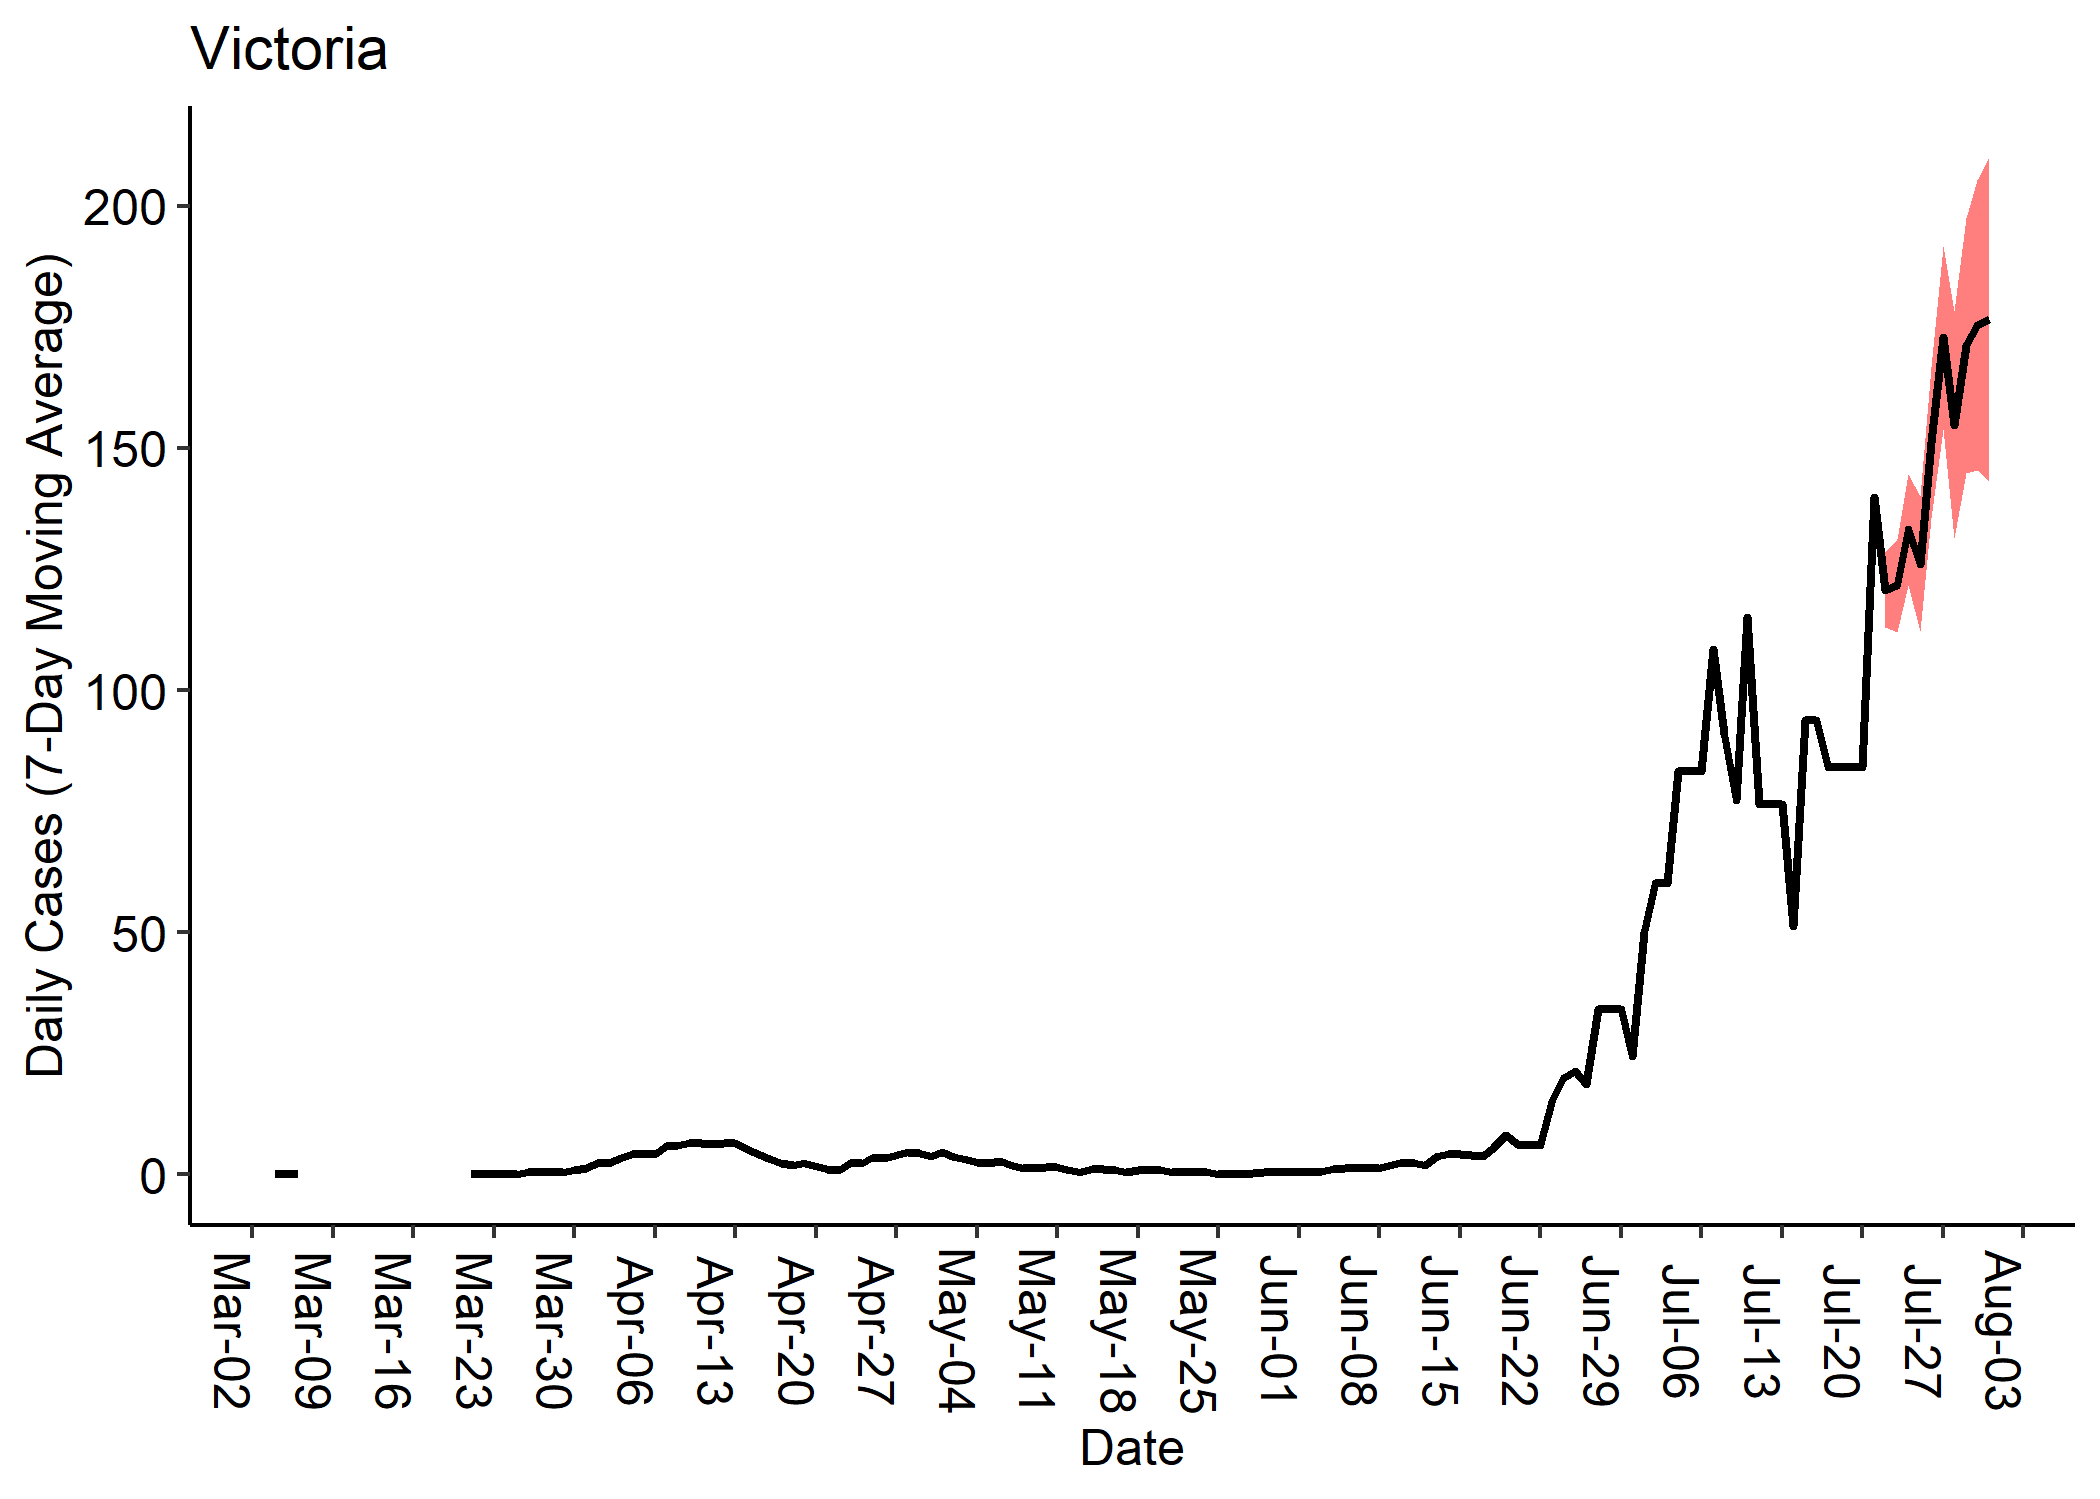 Victoria
Daily Cases (7-Day Moving Average)
200
150
100
50
0
Mar-02
Mar-09
Mar-16
Mar-23
Mar-30
Apr-06
Apr-13
Apr-20
Apr-27
May-04
May-11
May-18
May-25
Jun-01
Jun-08
Jun-15
Jun-22
Jun-29
Jul-06
Jul-13
Jul-20
Jul-27
Aug-03
Date